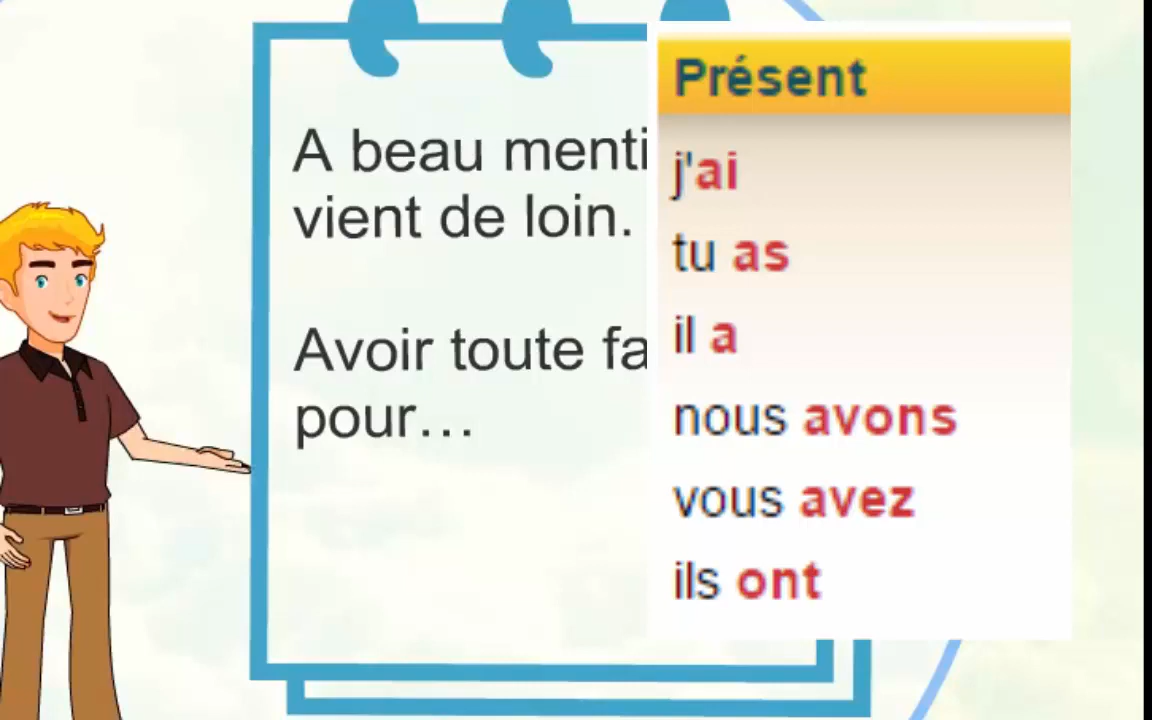 A beau menti
vient de loin.
Avoir toute fa
pour…
Présent
j'ai
tu as
il a
nous avons
vous avez
ils ont